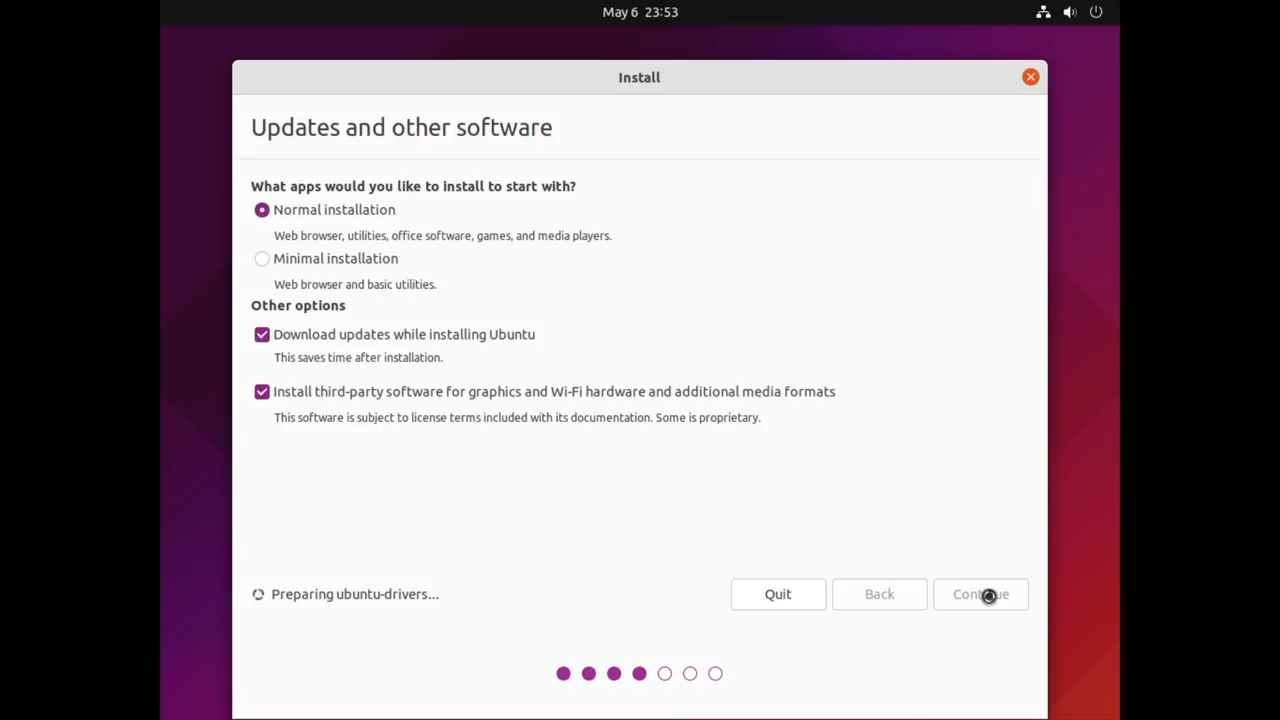 May 6 23:53
Install
Updates and other software
What apps would you like to install to start with?
Normal installation
Web browser, utilities, office software, games, and media players.
Minimal installation
Web browser and basic utilities.
Other options
Download updates while installing Ubuntu
This saves time after installation.
Install third-party software for graphics and Wi-Fi hardware and additional media formats
This software is subject to license terms included with its documentation. Some is proprietary.
Preparing ubuntu-drivers...
Quit
Back
Continue